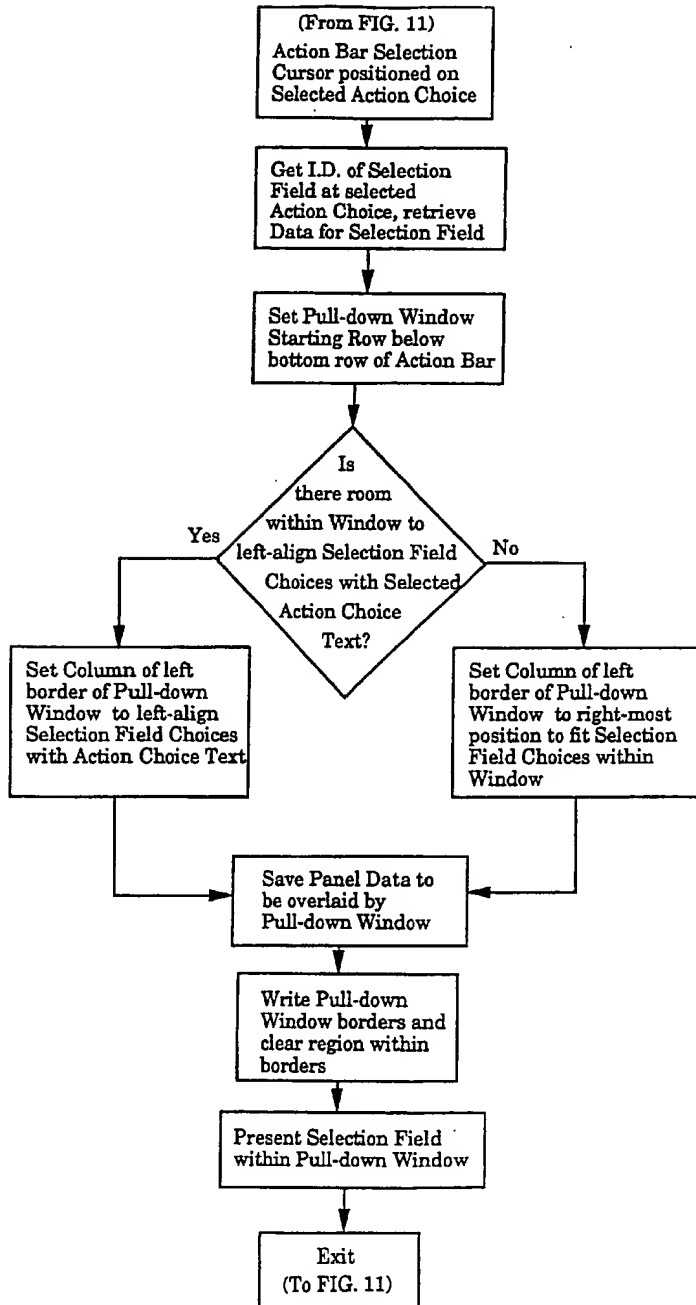 (From FIG. 11)
Action Bar Selection
Cursor positioned on
Selected Action Choice
Get I.D. of Selection
Field at selected
Action Choice, retrieve
Data for Selection Field
Set Pull-down Window
Starting Row below
bottom row of Action Bar
Is
there room
within Window to
left-align Selection Field
Choices with Selected
Action Choice
Text?
Yes
No
Set Column of left
border of Pull-down
Window to left-align
Selection Field Choices
with Action Choice Text
Set Column of left
border of Pull-down
Window to right-most
position to fit Selection
Field Choices within
Window
Save Panel Data to
be overlaid by
Pull-down Window
Write Pull-down
Window borders and
clear region within
borders
Present Selection Field
within Pull-down Window
Exit
(To FIG. 11)